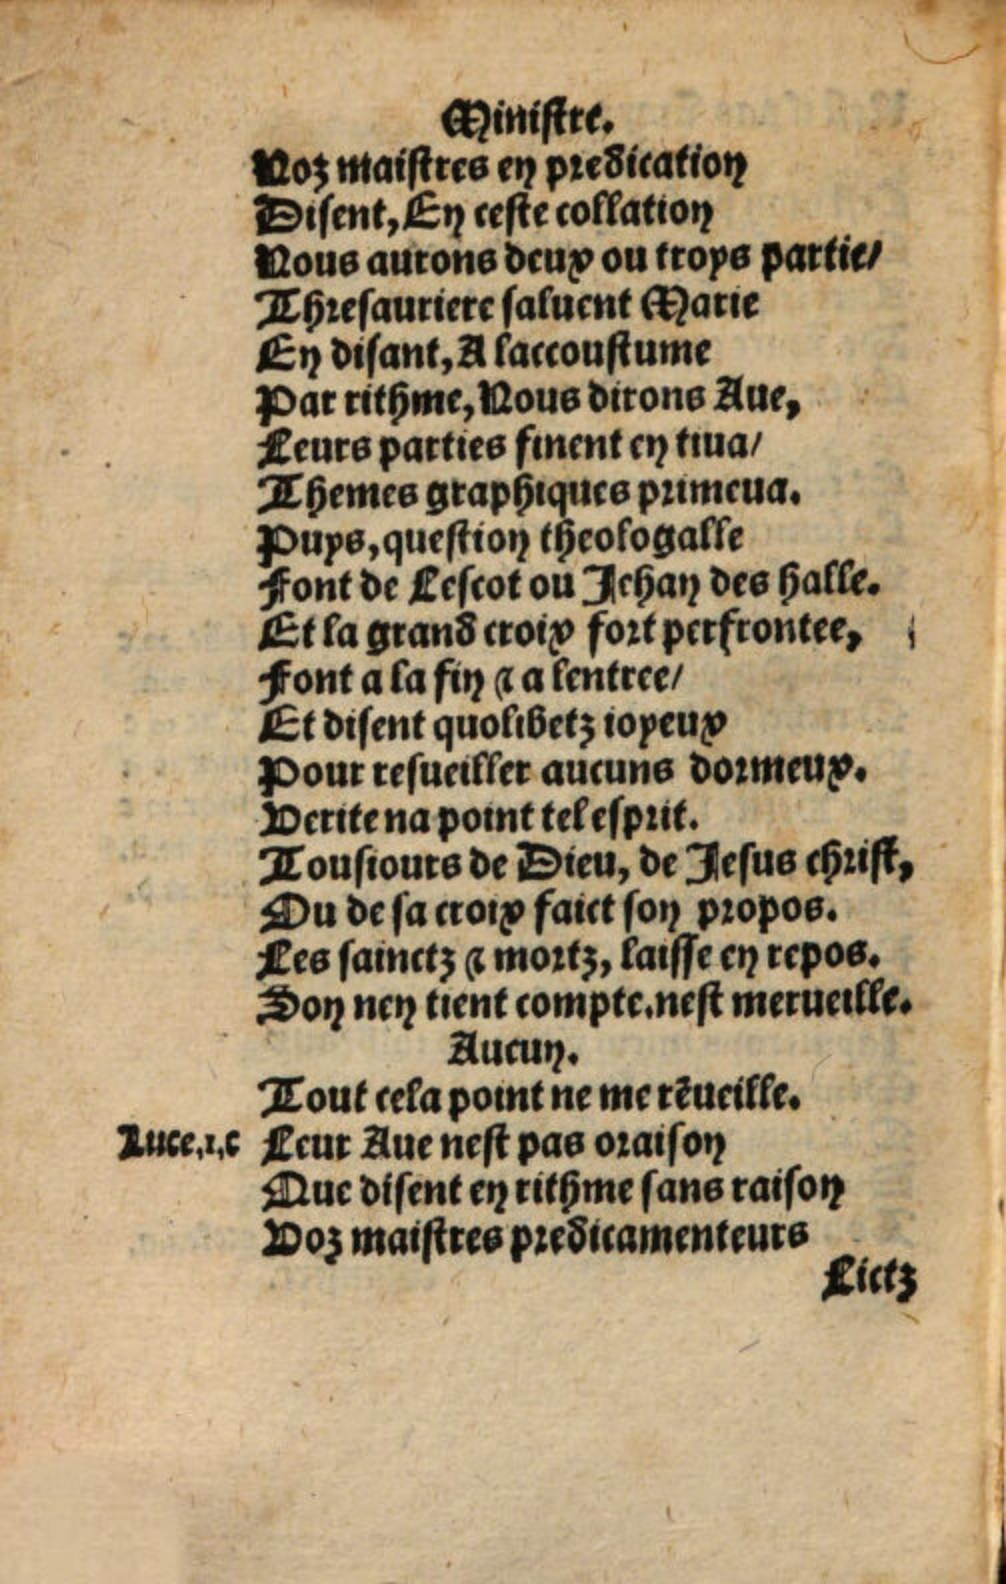 Ministre.
Noz maistres en predication
Disent, En ceste collation
Nous aurons deux ou troys partie/
Thresauriere saluent Marie
En disant, A laccoustume
Par rithme, Nous dirons Aue,
Leurs parties finent en tiua/
Themes graphiques primeua.
Puys, question theologalle
Font de Lescot ou Jehan des halle.
Et la grand croix fort perfrontee,
Font a la fin & a lentree/
Et disent quolibetz ioyeux
Pour resueiller aucuns dormeux.
Verite na point tel esprit.
Tousiours de Dieu, de Jesus christ,
Ou de sa croix faict son propos.
Les sainctz & mortz, laisse en repos.
Son nen tient compte.nest merueille.
Aucun.
Tout cela point ne me rẽueille.
Luce.1.c Leur Aue nest pas oraison
Que disent en rithme sans raison
Voz maistres predicamenteurs
Lictz